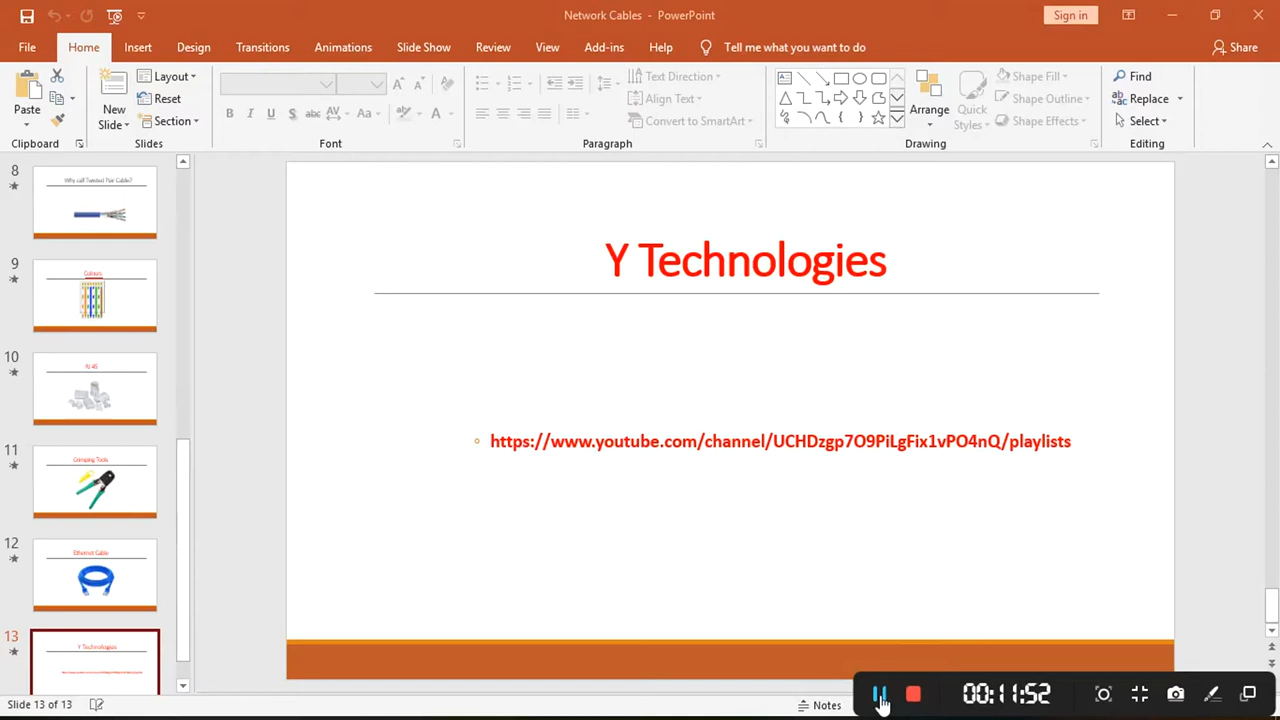 Network Cables - PowerPoint
Sign in
File
Home
Insert
Design
Transitions
Animations
Slide Show
Review
View
Add-ins
Help
Tell me what you want to do
Share
Paste
Clipboard
New Slide
Layout
Reset
Section
Slides
B I U S abc AV Aa A
Font
Text Direction
Align Text
Convert to SmartArt
Paragraph
Arrange
Quick Styles
Shape Fill
Shape Outline
Shape Effects
Drawing
Find
Replace
Select
Editing
8
Why call Twisted Pair Cable?
9
Colours
10
RJ 45
11
Crimping Tools
12
Ethernet Cable
13
Y Technologies
Y Technologies
https://www.youtube.com/channel/UCHDzgp7O9PiLgFix1vPO4nQ/playlists
Slide 13 of 13
Notes
00:11:52